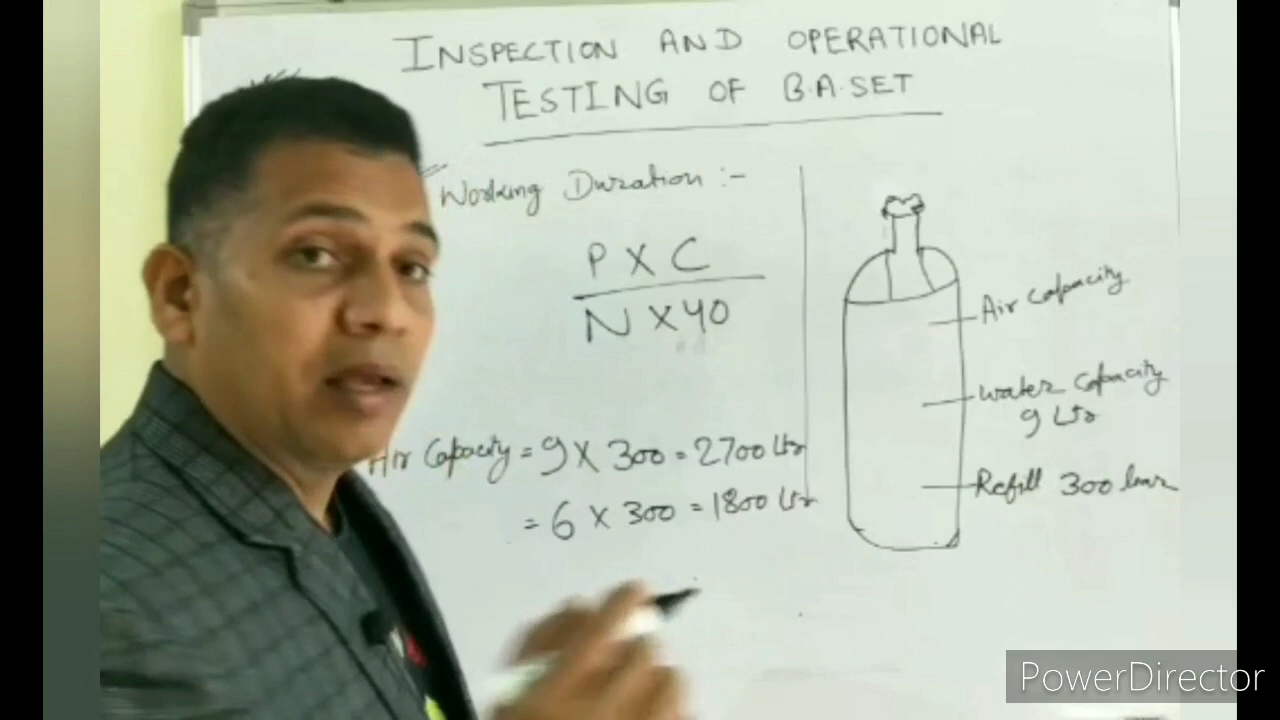 INSPECTION AND OPERATIONAL
TESTING OF B.A.SET
Working Duration :-
P X C
N X 40
Air Capacity = 9 X 300 = 2700 Ltr
= 6 X 300 = 1800 Ltr
Air Capacity
Water Capacity
9 Ltr
Refill 300 bar
PowerDirector